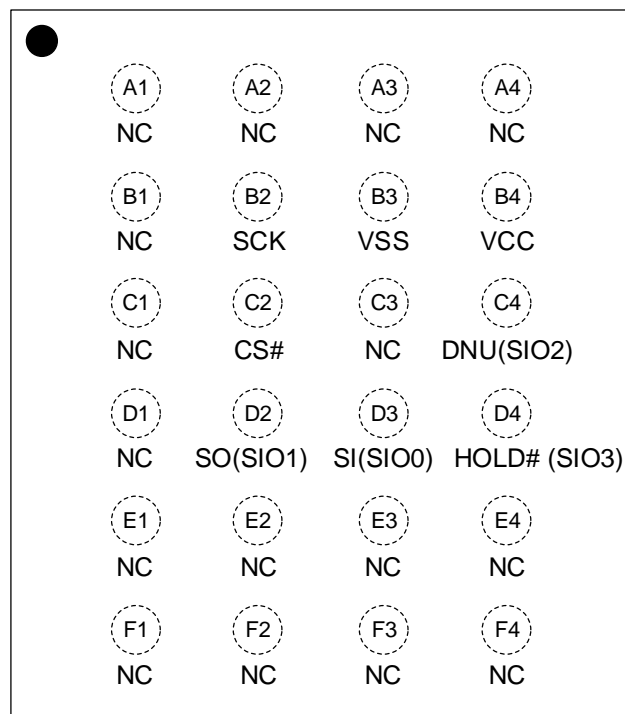 A1 A2 A3 A4
NC NC NC NC
B1 B2 B3 B4
NC SCK VSS VCC
C1 C2 C3 C4
NC CS# NC DNU(SIO2)
D1 D2 D3 D4
NC SO(SIO1) SI(SIO0) HOLD# (SIO3)
E1 E2 E3 E4
NC NC NC NC
F1 F2 F3 F4
NC NC NC NC